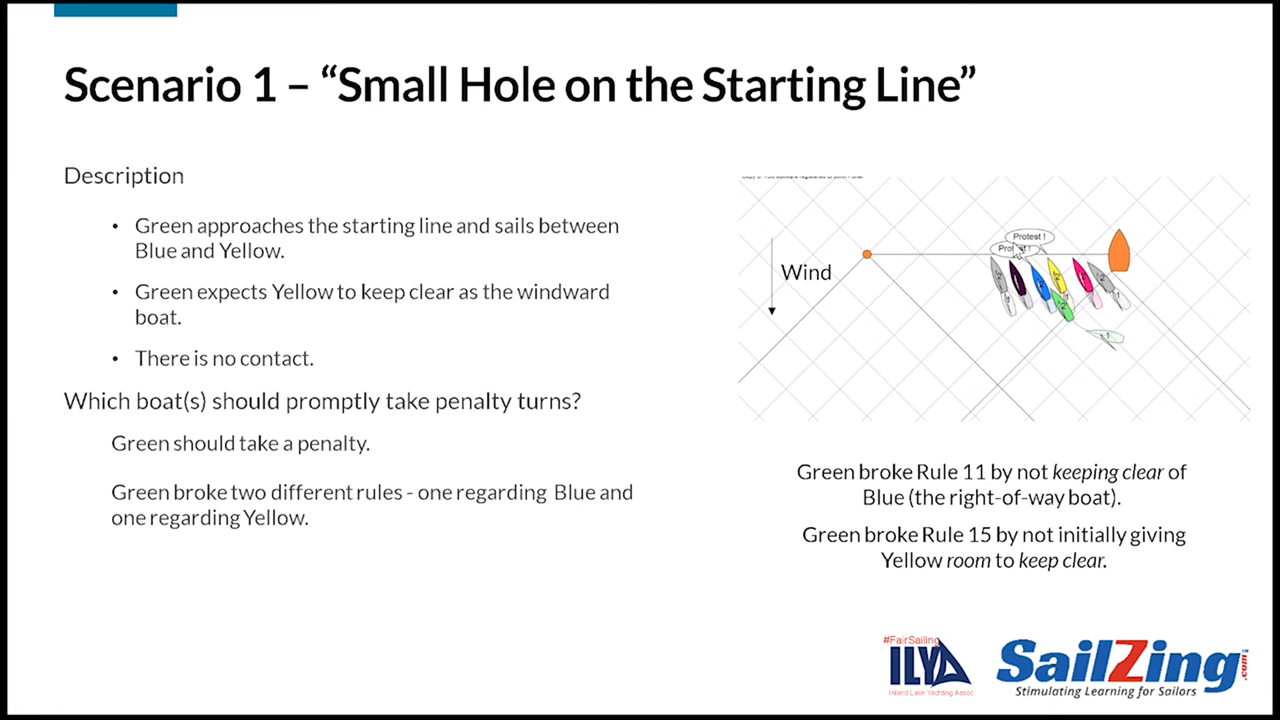 Scenario 1 – “Small Hole on the Starting Line”
Description
• Green approaches the starting line and sails between
Blue and Yellow.
• Green expects Yellow to keep clear as the windward
boat.
• There is no contact.
Which boat(s) should promptly take penalty turns?
Green should take a penalty.
Green broke two different rules - one regarding Blue and
one regarding Yellow.
Protest !
Wind
Green broke Rule 11 by not keeping clear of
Blue (the right-of-way boat).
Green broke Rule 15 by not initially giving
Yellow room to keep clear.
#FairSailing
ILYA
Inland Lake Yachting Assoc.
SailZing.com
Stimulating Learning for Sailors